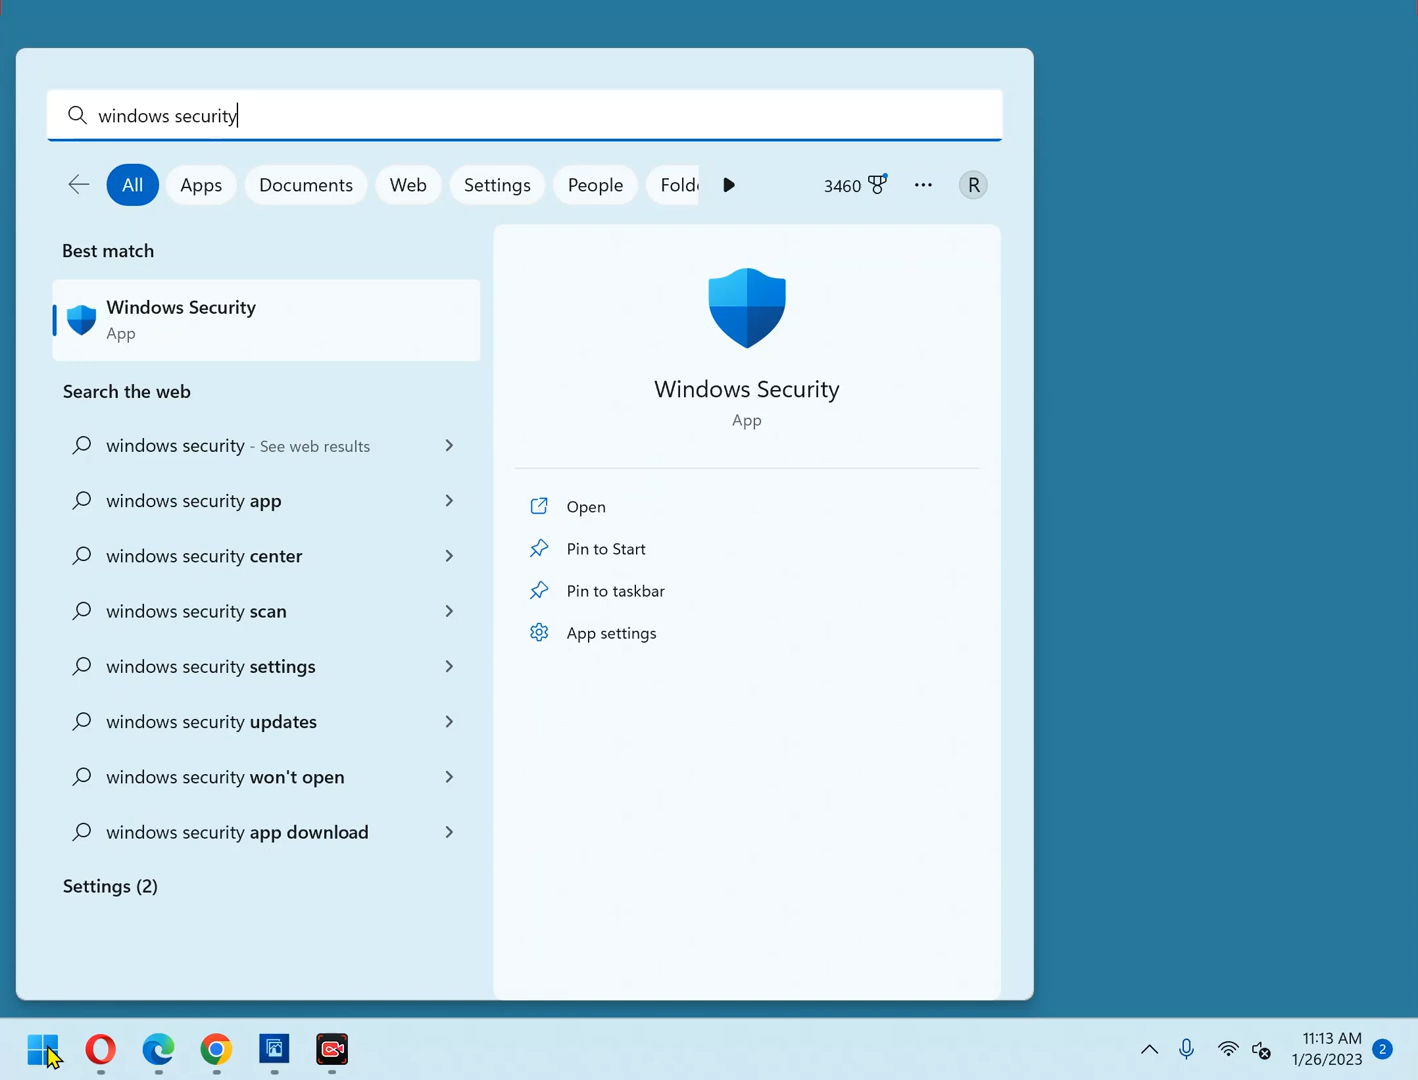 windows security
All Apps Documents Web Settings People Folde 3460 ... R
Best match
Windows Security
App
Search the web
windows security - See web results
windows security app
windows security center
windows security scan
windows security settings
windows security updates
windows security won't open
windows security app download
Settings (2)
Windows Security
App
Open
Pin to Start
Pin to taskbar
App settings
11:13 AM
1/26/2023
2